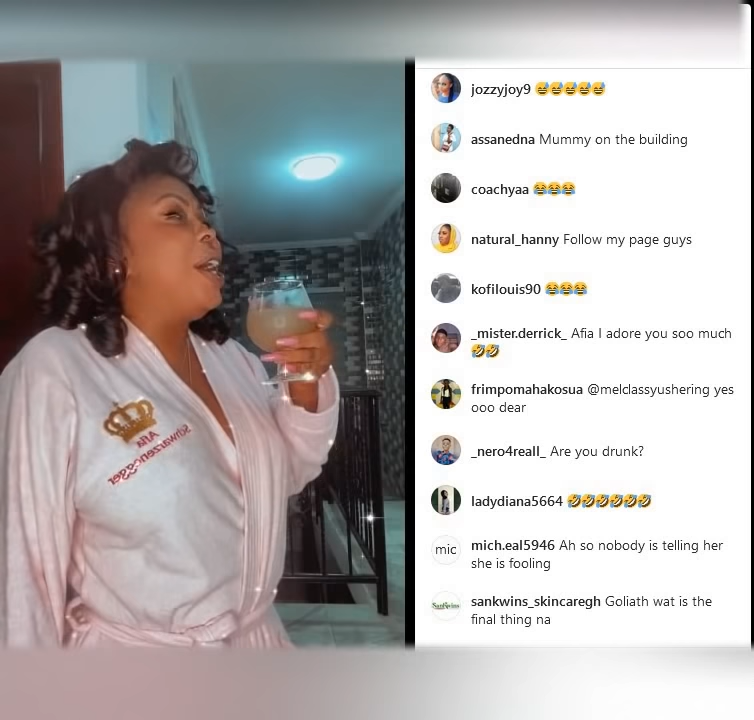 Afia
Schwarzenegger
jozzyjoy9 😅😅😅😅😅
assanedna Mummy on the building
coachyaa 😂😂😂
natural_hanny Follow my page guys
kofilouis90 😂😂😂
_mister.derrick_ Afia I adore you soo much
🤣🤣
frimpomahakosua @melclassyushering yes
ooo dear
_nero4reall_ Are you drunk?
ladydiana5664 🤣🤣🤣🤣🤣🤣
mic
mich.eal5946 Ah so nobody is telling her
she is fooling
SanKwins
sankwins_skincaregh Goliath wat is the
final thing na